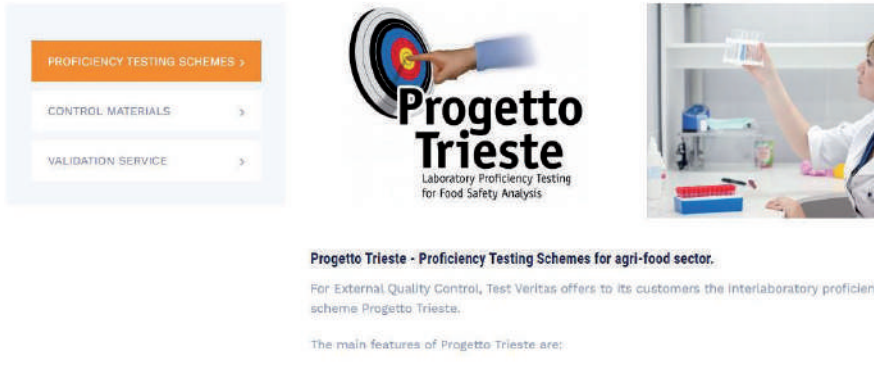 PROFICIENCY TESTING SCHEMES >
CONTROL MATERIALS >
VALIDATION SERVICE >
Progetto
Trieste
Laboratory Proficiency Testing
for Food Safety Analysis
Progetto Trieste - Proficiency Testing Schemes for agri-food sector.
For External Quality Control, Test Veritas offers to its customers the interlaboratory proficien
scheme Progetto Trieste.
The main features of Progetto Trieste are: